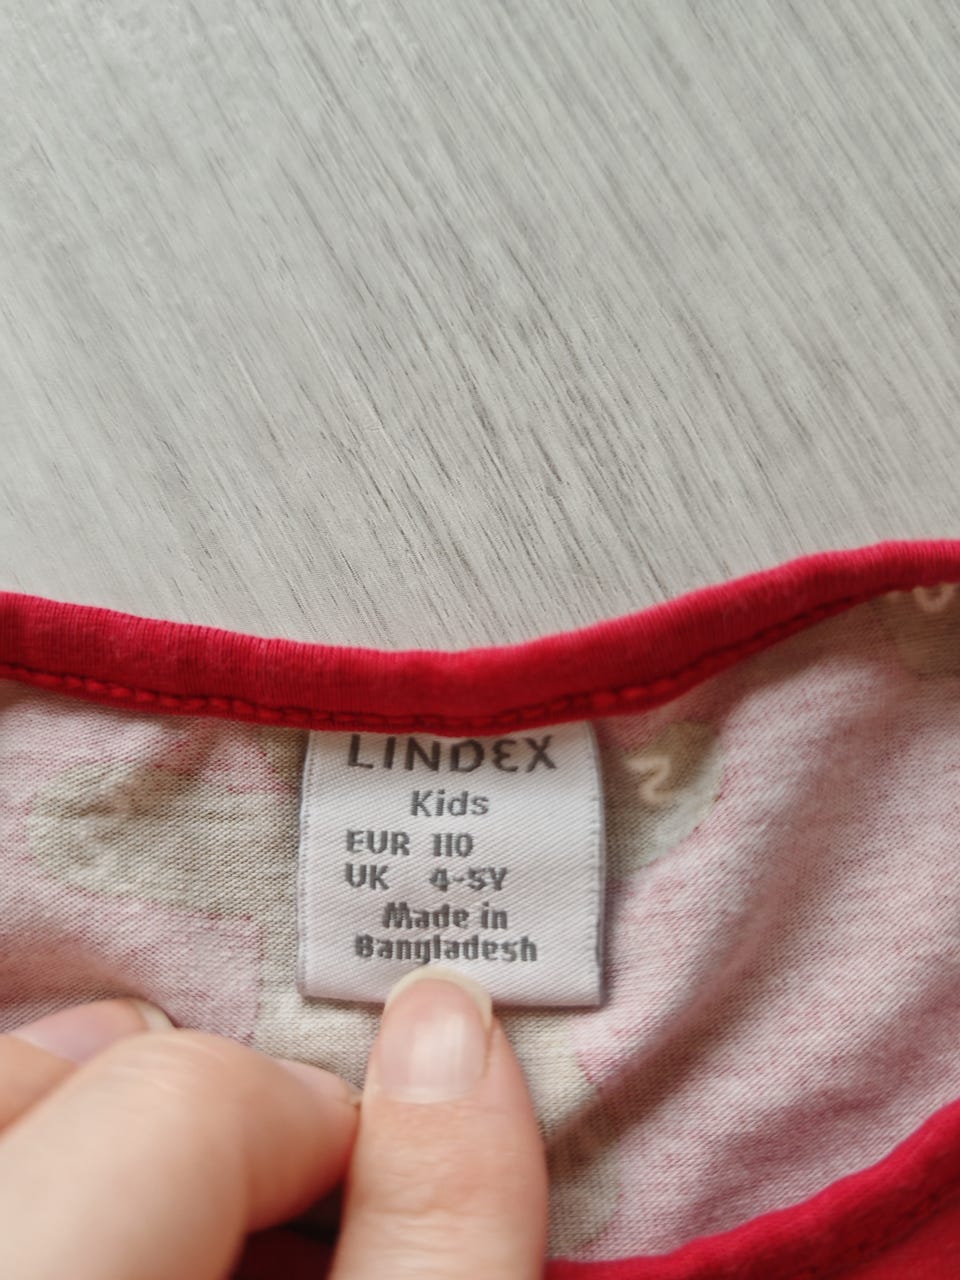 LINDEX
Kids
EUR 110
UK 4-5Y
Made in
Bangladesh